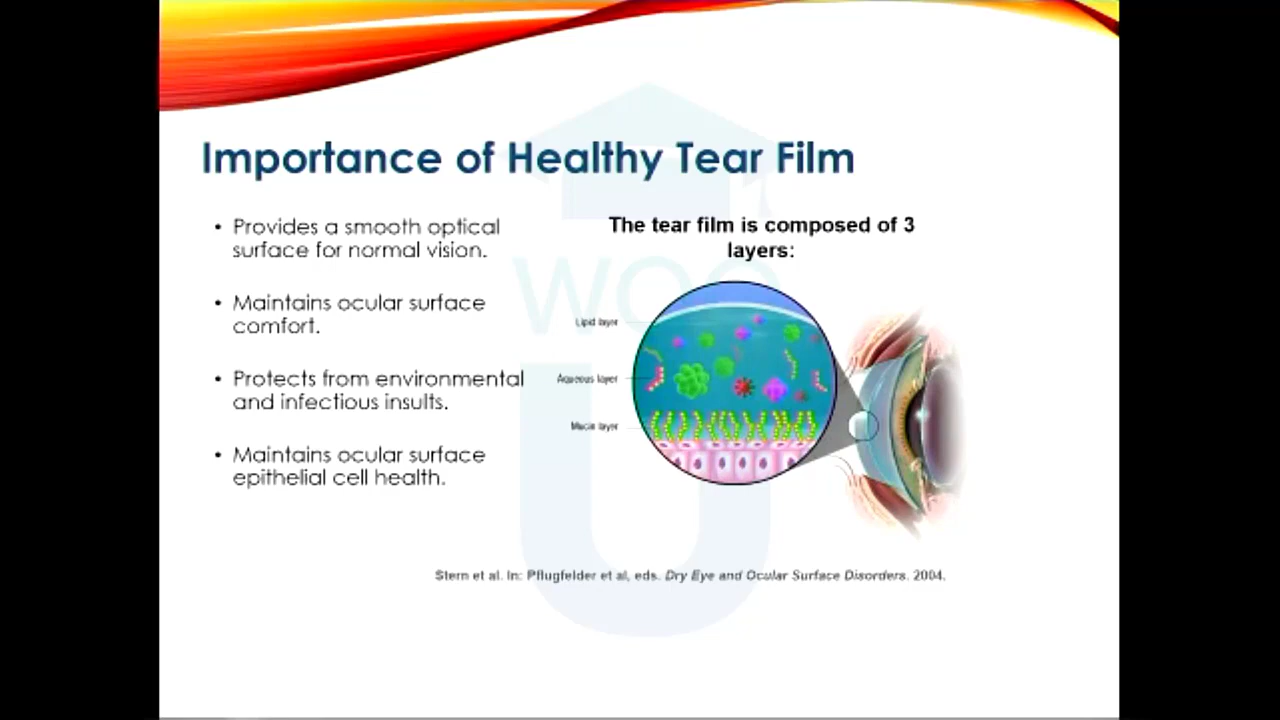 Importance of Healthy Tear Film
• Provides a smooth optical
surface for normal vision.
• Maintains ocular surface
comfort.
• Protects from environmental
and infectious insults.
• Maintains ocular surface
epithelial cell health.
The tear film is composed of 3
layers:
Lipid layer
Aqueous layer
Mucin layer
Stern et al. In: Pflugfelder et al, eds. Dry Eye and Ocular Surface Disorders. 2004.
WOO
U